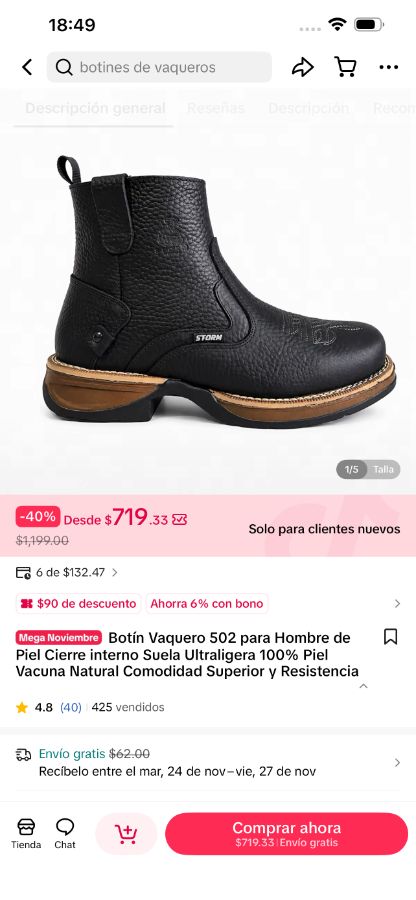 18:49
botines de vaqueros
Descripción general Reseñas Descripción Recom
STORM
1/5 Talla
-40% Desde $719.33
$1,199.00
Solo para clientes nuevos
6 de $132.47
$90 de descuento Ahorra 6% con bono
Mega Noviembre Botín Vaquero 502 para Hombre de
Piel Cierre interno Suela Ultraligera 100% Piel
Vacuna Natural Comodidad Superior y Resistencia
4.8 (40) 425 vendidos
Envío gratis $62.00
Recíbelo entre el mar, 24 de nov–vie, 27 de nov
Tienda Chat
Comprar ahora
$719.33 Envío gratis